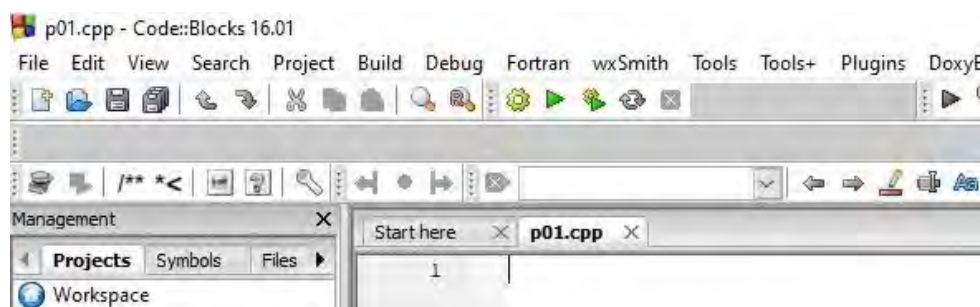 p01.cpp - Code::Blocks 16.01
File Edit View Search Project Build Debug Fortran wxSmith Tools Tools+ Plugins DoxyB
/** *<
Management
Start here p01.cpp
Projects Symbols Files
1
Workspace